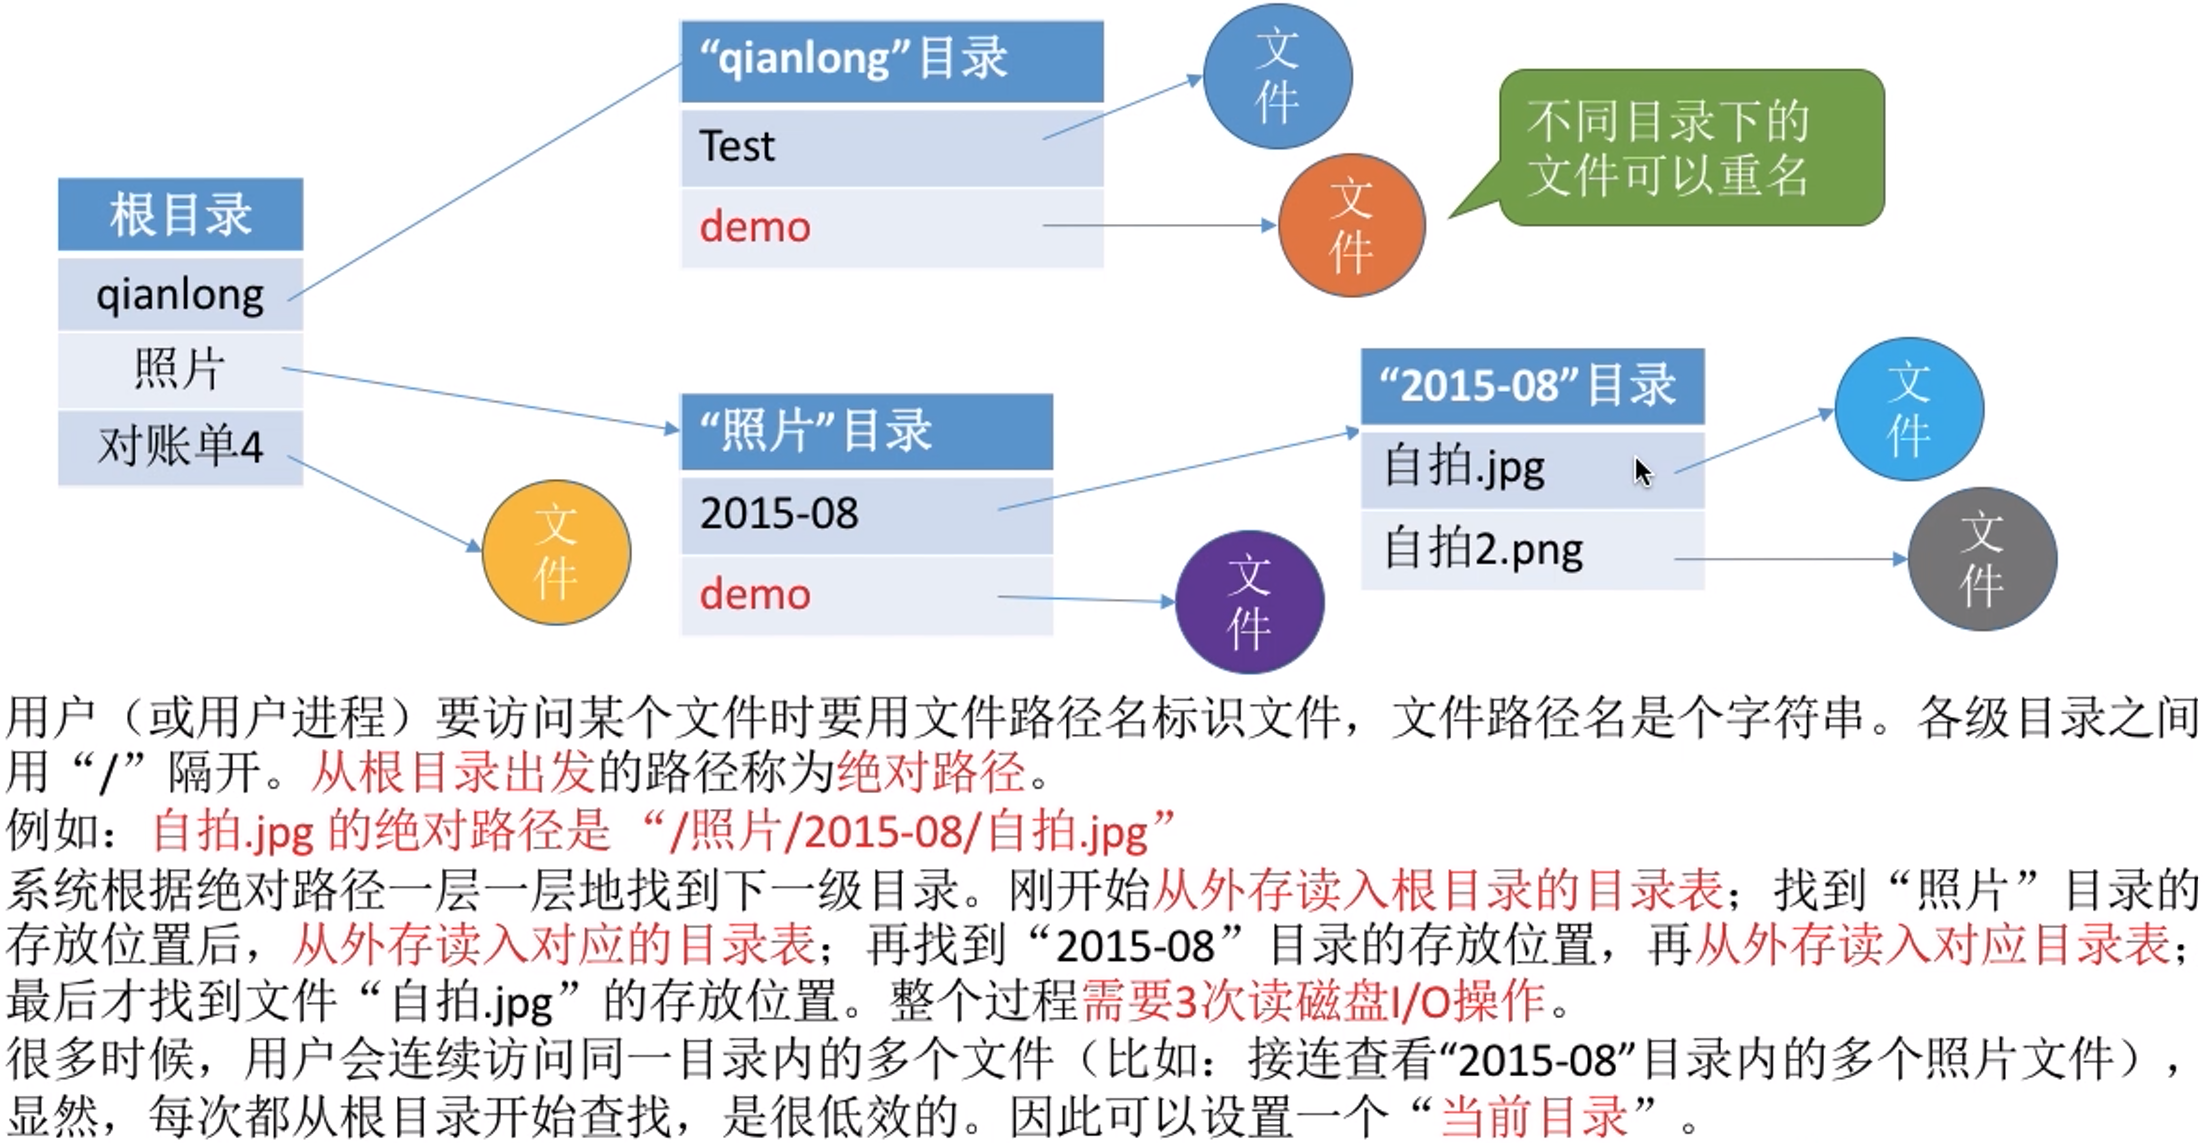 根目录
qianlong
照片
对账单4
“qianlong”目录
Test
demo
文
件
文
件
不同目录下的
文件可以重名
文
件
“照片”目录
2015-08
demo
文
件
“2015-08”目录
自拍.jpg
自拍2.png
文
件
文
件
用户（或用户进程）要访问某个文件时要用文件路径名标识文件，文件路径名是个字符串。各级目录之间
用“/”隔开。从根目录出发的路径称为绝对路径。
例如：自拍.jpg 的绝对路径是 “/照片/2015-08/自拍.jpg”
系统根据绝对路径一层一层地找到下一级目录。刚开始从外存读入根目录的目录表；找到“照片”目录的
存放位置后，从外存读入对应的目录表；再找到“2015-08”目录的存放位置，再从外存读入对应目录表；
最后才找到文件“自拍.jpg”的存放位置。整个过程需要3次读磁盘I/O操作。
很多时候，用户会连续访问同一目录内的多个文件（比如：接连查看“2015-08”目录内的多个照片文件），
显然，每次都从根目录开始查找，是很低效的。因此可以设置一个“当前目录”。